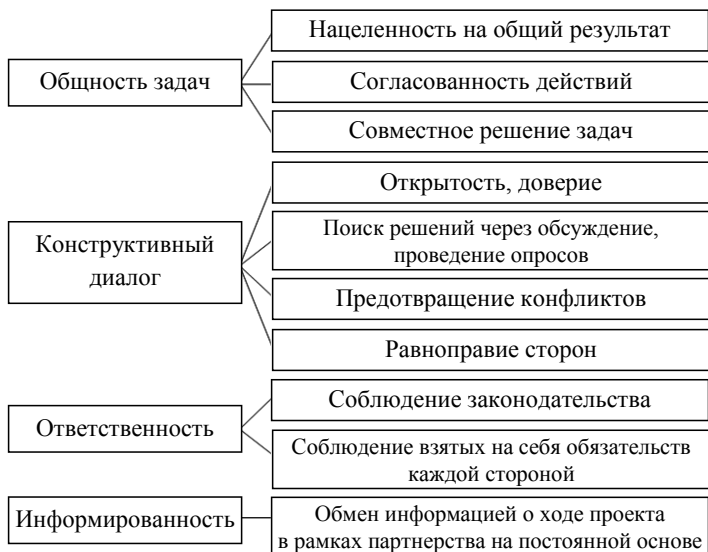 Общность задач
Нацеленность на общий результат
Согласованность действий
Совместное решение задач
Конструктивный
диалог
Открытость, доверие
Поиск решений через обсуждение,
проведение опросов
Предотвращение конфликтов
Равноправие сторон
Ответственность
Соблюдение законодательства
Соблюдение взятых на себя обязательств
каждой стороной
Информированность
Обмен информацией о ходе проекта
в рамках партнерства на постоянной основе